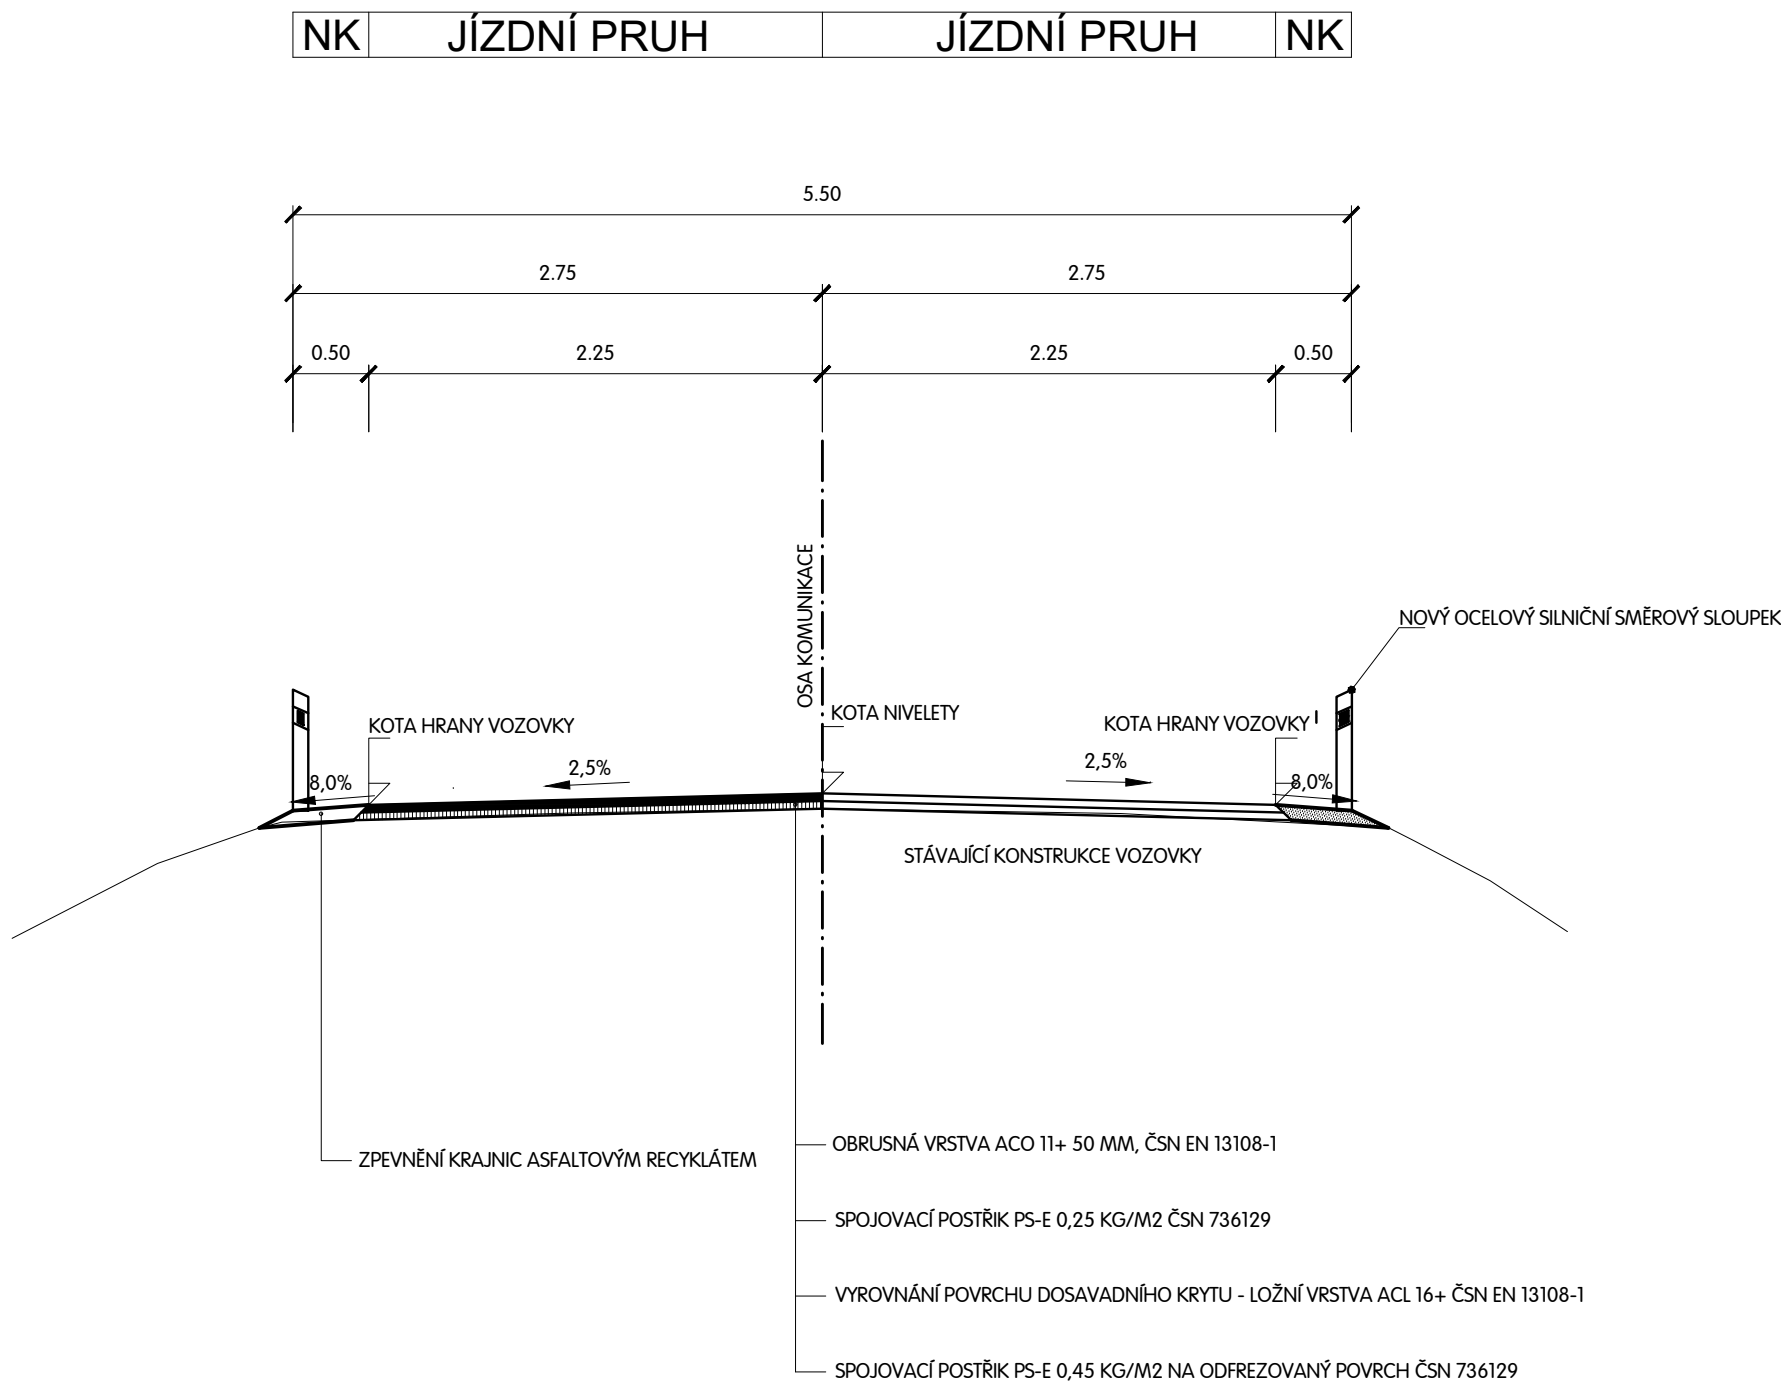 NK JÍZDNÍ PRUH JÍZDNÍ PRUH NK
5.50
2.75 2.75
0.50 2.25 2.25 0.50
OSA KOMUNIKACE
NOVÝ OCELOVÝ SILNIČNÍ SMĚROVÝ SLOUPEK
KOTA HRANY VOZOVKY KOTA NIVELETY KOTA HRANY VOZOVKY
8,0% 2,5% 2,5% 8,0%
STÁVAJÍCÍ KONSTRUKCE VOZOVKY
OBRUSNÁ VRSTVA ACO 11+ 50 MM, ČSN EN 13108-1
ZPEVNĚNÍ KRAJNIC ASFALTOVÝM RECYKLÁTEM
SPOJOVACÍ POSTŘIK PS-E 0,25 KG/M2 ČSN 736129
VYROVNÁNÍ POVRCHU DOSAVADNÍHO KRYTU - LOŽNÍ VRSTVA ACL 16+ ČSN EN 13108-1
SPOJOVACÍ POSTŘIK PS-E 0,45 KG/M2 NA ODFREZOVANÝ POVRCH ČSN 736129